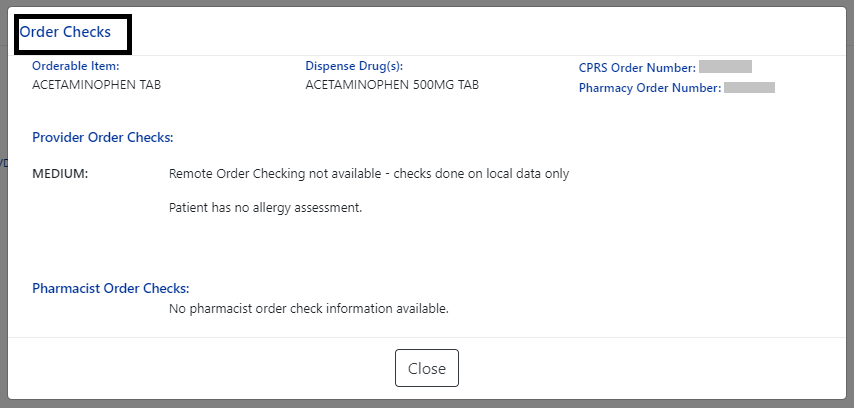 Order Checks
Orderable Item:
ACETAMINOPHEN TAB
Dispense Drug(s):
ACETAMINOPHEN 500MG TAB
CPRS Order Number:
Pharmacy Order Number:
Provider Order Checks:
MEDIUM: Remote Order Checking not available - checks done on local data only
Patient has no allergy assessment.
Pharmacist Order Checks:
No pharmacist order check information available.
Close